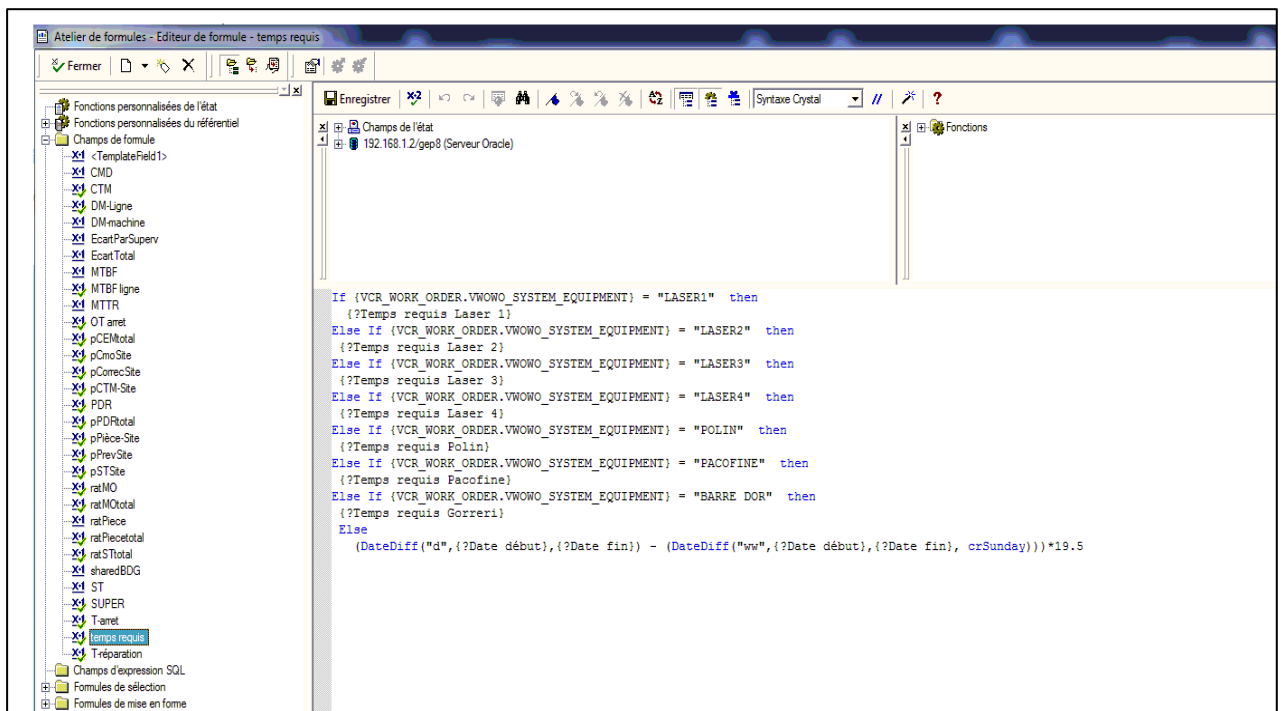 Atelier de formules - Editeur de formule - temps requis
Fermer
Fonctions personnalisées de l'état
Fonctions personnalisées du référentiel
Champs de formule
<TemplateField1>
CMD
CTM
DM-Ligne
DM-machine
EcartParSuperv
EcartTotal
MTBF
MTBF ligne
MTTR
OT arret
pCEMtotal
pCmoSite
pCorrecSite
pCTM-Site
PDR
pPDRtotal
pPièce-Site
pPrevSite
pSTSite
ratMO
ratMOtotal
ratPiece
ratPiecetotal
ratSTtotal
sharedBDG
ST
SUPER
T-arret
temps requis
T-réparation
Champs d'expression SQL
Formules de sélection
Formules de mise en forme
Enregistrer Syntaxe Crystal // ?
Champs de l'état
192.168.1.2/gep8 (Serveur Oracle)
Fonctions
If {VCR_WORK_ORDER.VWOWO_SYSTEM_EQUIPMENT} = "LASER1" then
{?Temps requis Laser 1}
Else If {VCR_WORK_ORDER.VWOWO_SYSTEM_EQUIPMENT} = "LASER2" then
{?Temps requis Laser 2}
Else If {VCR_WORK_ORDER.VWOWO_SYSTEM_EQUIPMENT} = "LASER3" then
{?Temps requis Laser 3}
Else If {VCR_WORK_ORDER.VWOWO_SYSTEM_EQUIPMENT} = "LASER4" then
{?Temps requis Laser 4}
Else If {VCR_WORK_ORDER.VWOWO_SYSTEM_EQUIPMENT} = "POLIN" then
{?Temps requis Polin}
Else If {VCR_WORK_ORDER.VWOWO_SYSTEM_EQUIPMENT} = "PACOFINE" then
{?Temps requis Pacofine}
Else If {VCR_WORK_ORDER.VWOWO_SYSTEM_EQUIPMENT} = "BARRE DOR" then
{?Temps requis Gorreri}
Else
(DateDiff("d",{?Date début},{?Date fin}) - (DateDiff("ww",{?Date début},{?Date fin}, crSunday)))*19.5